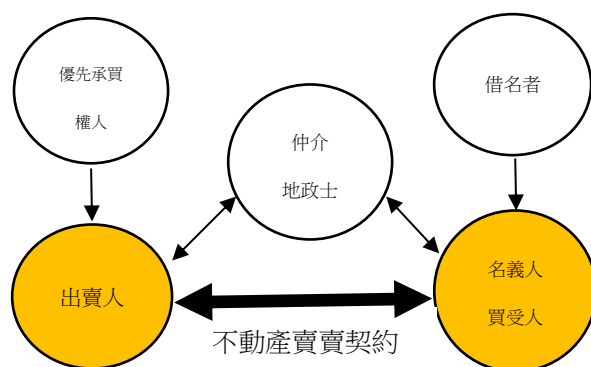 優先承買
權人
借名者
仲介
地政士
出賣人
名義人
買受人
不動產賣賣契約